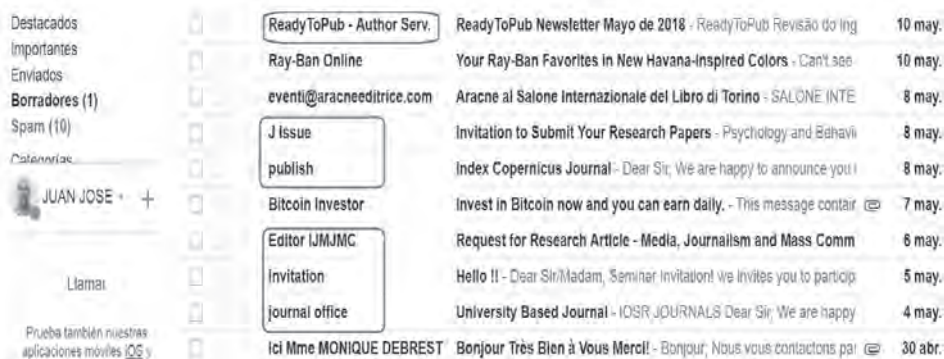 Destacados
Importantes
Enviados
Borradores (1)
Spam (10)
Categorías
JUAN JOSE
+
Llamar
Prueba también nuestras
aplicaciones móviles iOS y
ReadyToPub - Author Serv. ReadyToPub Newsletter Mayo de 2018 - ReadyToPub Revisão do Ing 10 may.
Ray-Ban Online Your Ray-Ban Favorites in New Havana-Inspired Colors - Can't see 10 may.
eventi@aracneeditrice.com Aracne al Salone Internazionale del Libro di Torino - SALONE INTE 8 may.
J Issue Invitation to Submit Your Research Papers - Psychology and Behavi 8 may.
publish Index Copernicus Journal - Dear Sir, We are happy to announce you 8 may.
Bitcoin Investor Invest in Bitcoin now and you can earn daily. - This message contain 7 may.
Editor IJMJMC Request for Research Article - Media, Journalism and Mass Comm 6 may.
invitation Hello !! - Dear Sir/Madam, Seminar Invitation! we invites you to particip 5 may.
journal office University Based Journal - IOSR JOURNALS Dear Sir, We are happy 4 may.
Ici Mme MONIQUE DEBREST Bonjour Très Bien à Vous Merci! - Bonjour, Nous vous contactons par 30 abr.